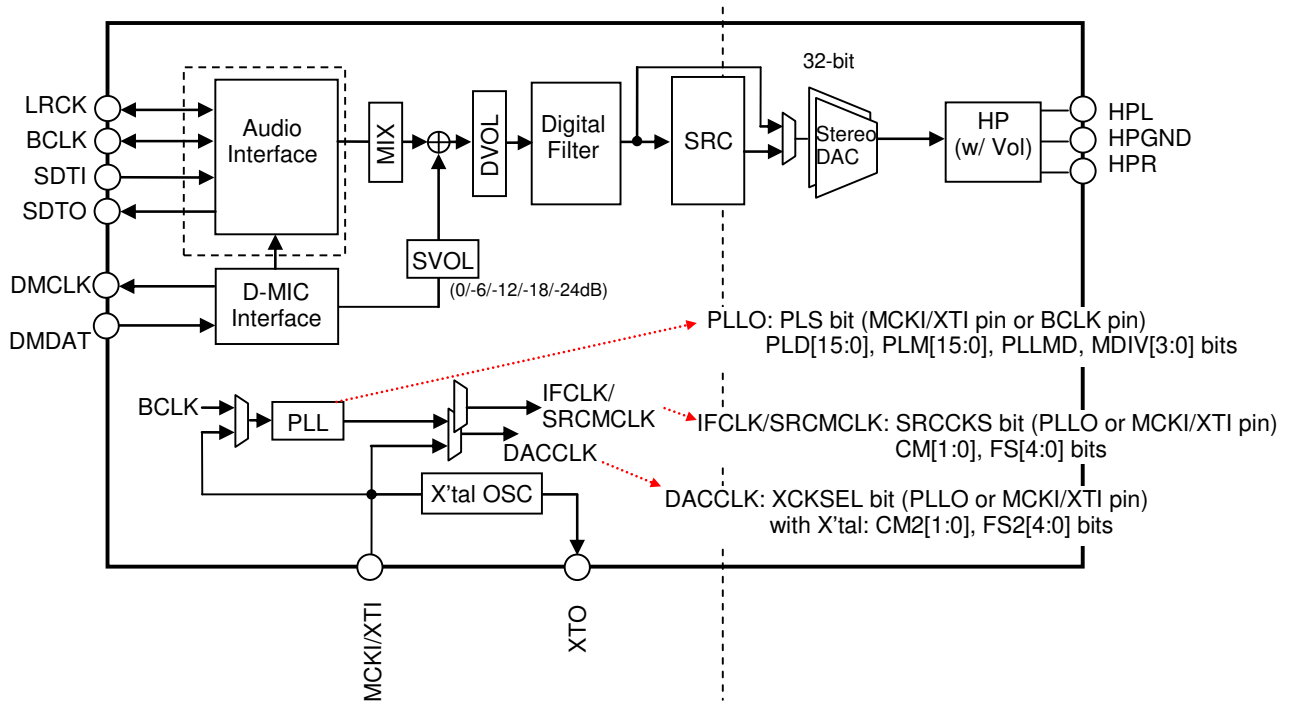 32-bit
LRCK
BCLK
SDTI
SDTO
DMCLK
DMDAT
Audio
Interface
MIX
DVOL
Digital
Filter
SRC
Stereo
DAC
HP
(w/ Vol)
HPL
HPGND
HPR
SVOL
(0/-6/-12/-18/-24dB)
D-MIC
Interface
PLLO: PLS bit (MCKI/XTI pin or BCLK pin)
PLD[15:0], PLM[15:0], PLLMD, MDIV[3:0] bits
BCLK
PLL
IFCLK/
SRCMCLK
DACCLK
IFCLK/SRCMCLK: SRCCKS bit (PLLO or MCKI/XTI pin)
CM[1:0], FS[4:0] bits
X'tal OSC
DACCLK: XCKSEL bit (PLLO or MCKI/XTI pin)
with X'tal: CM2[1:0], FS2[4:0] bits
MCKI/XTI
XTO